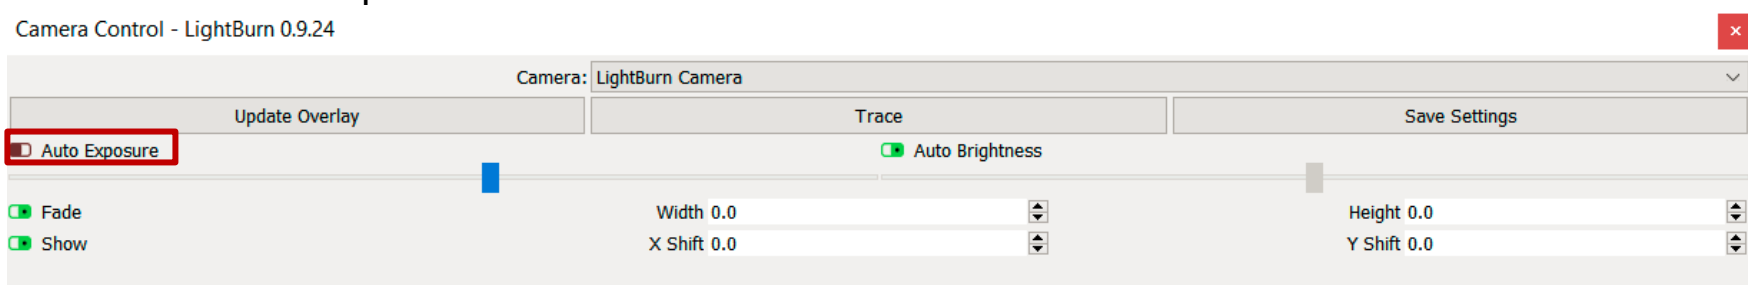 Camera Control - LightBurn 0.9.24
Camera: LightBurn Camera
Update Overlay Trace Save Settings
Auto Exposure Auto Brightness
Fade Width 0.0 Height 0.0
Show X Shift 0.0 Y Shift 0.0